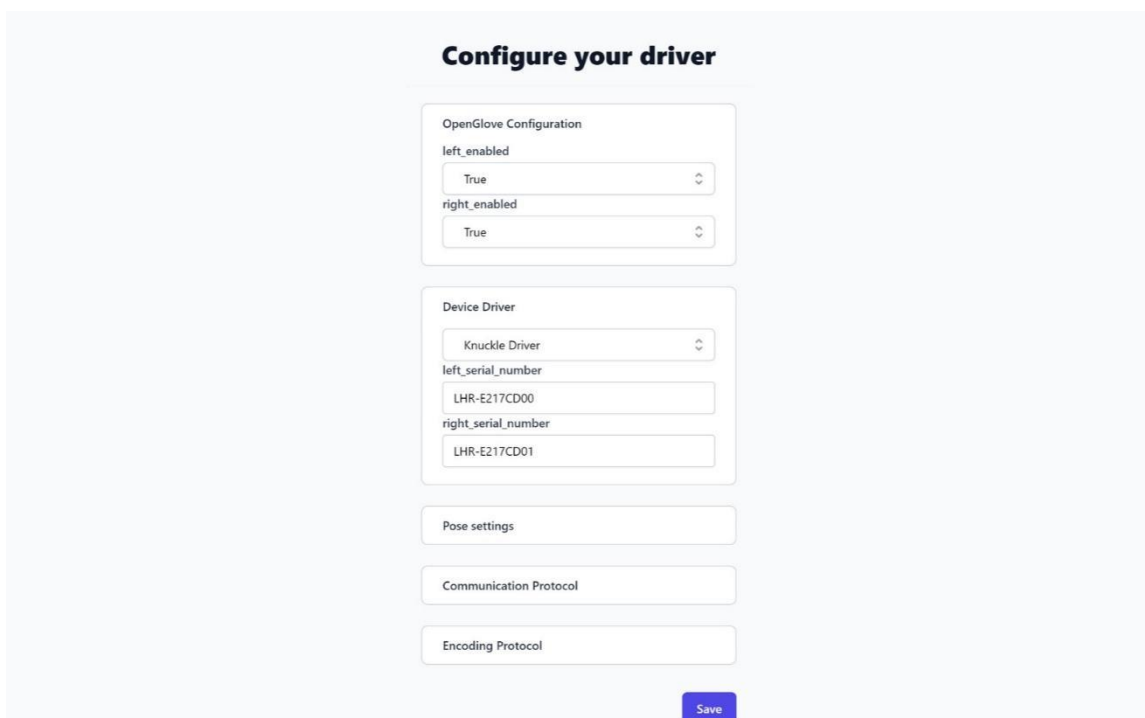 Configure your driver
OpenGlove Configuration
left_enabled
True
right_enabled
True
Device Driver
Knuckle Driver
left_serial_number
LHR-E217CD00
right_serial_number
LHR-E217CD01
Pose settings
Communication Protocol
Encoding Protocol
Save